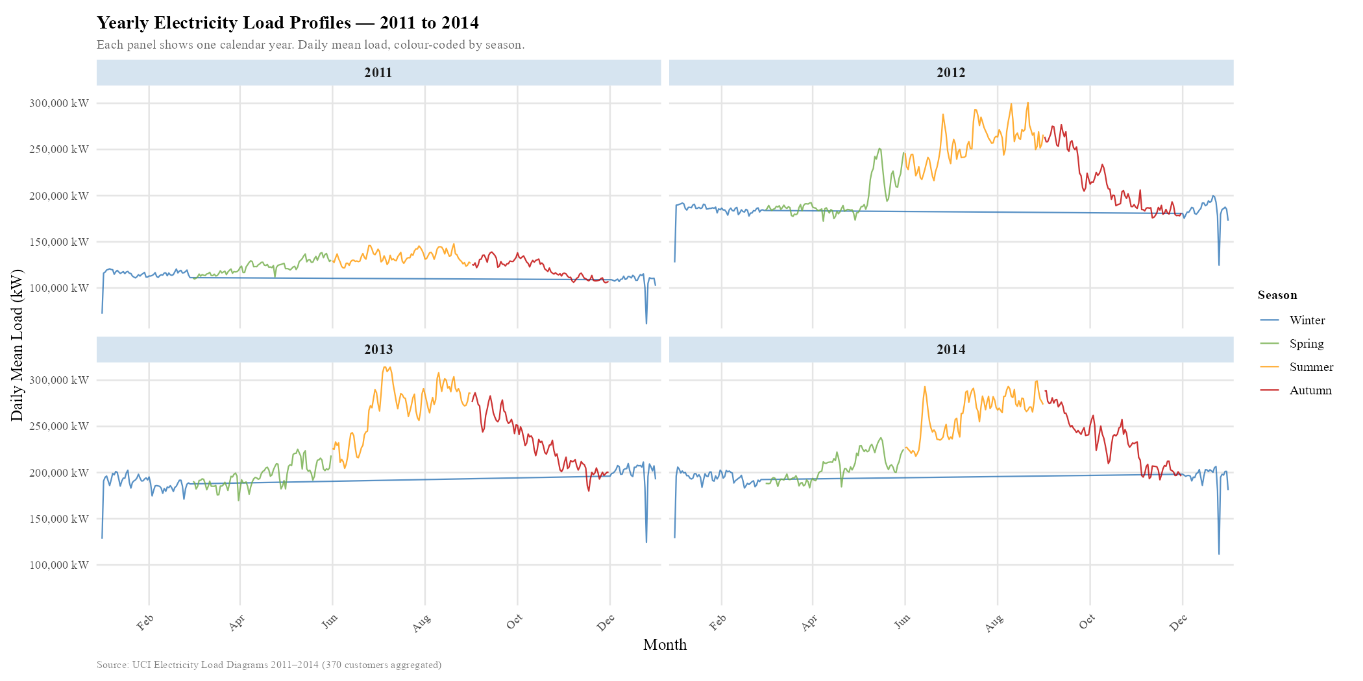 Yearly Electricity Load Profiles — 2011 to 2014
Each panel shows one calendar year. Daily mean load, colour-coded by season.
2011
2012
300,000 kW
250,000 kW
200,000 kW
150,000 kW
100,000 kW
2013
2014
300,000 kW
250,000 kW
200,000 kW
150,000 kW
100,000 kW
Daily Mean Load (kW)
Feb
Apr
Jun
Aug
Oct
Dec
Feb
Apr
Jun
Aug
Oct
Dec
Month
Season
Winter
Spring
Summer
Autumn
Source: UCI Electricity Load Diagrams 2011–2014 (370 customers aggregated)